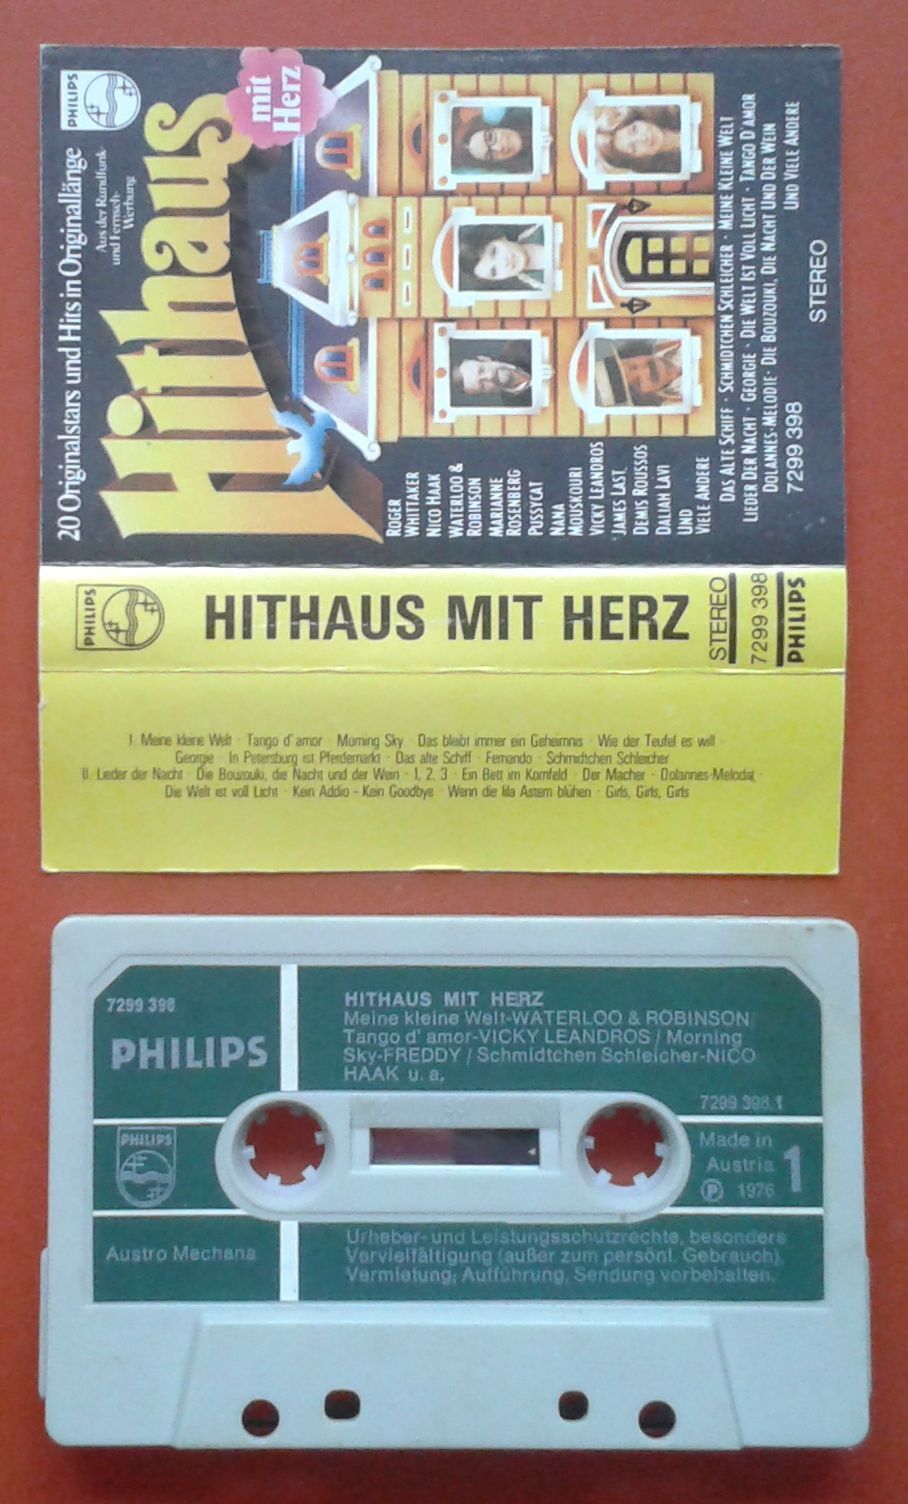 PHILIPS
20 Originalstars und Hits in Originallänge
Aus der Rundfunk-
und Fernseh-
Werbung
Hithaus
mit
Herz
ROGER
WHITTAKER
NICO HAAK
WATERLOO &
ROBINSON
MARIANNE
ROSENBERG
PUSSYCAT
NANA
MOUSKOURI
VICKY LEANDROS
JAMES LAST
DEMIS ROUSSOS
DALIAH LAVI
UND
VIELE ANDERE
DAS ALTE SCHIFF · SCHMIDTCHEN SCHLEICHER · MEINE KLEINE WELT
LIEDER DER NACHT · GEORGIE · DIE WELT IST VOLL LICHT · TANGO D'AMOR
DOLANNES-MELODIE · DIE BOUZOUKI, DIE NACHT UND DER WEIN
UND VIELE ANDERE
7299 398 STEREO
PHILIPS
HITHAUS MIT HERZ
STEREO
7299 398
PHILIPS
I: Meine kleine Welt · Tango d'amor · Morning Sky · Das bleibt immer ein Geheimnis · Wie der Teufel es will ·
Georgie · In Petersburg ist Pferdemarkt · Das alte Schiff · Fernando · Schmidtchen Schleicher
II: Lieder der Nacht · Die Bouzouki, die Nacht und der Wein · 1, 2, 3 · Ein Bett im Kornfeld · Der Macher · Dolannes-Melodie ·
Die Welt ist voll Licht · Kein Addio – Kein Goodbye · Wenn die lila Astern blühen · Girls, Girls, Girls
7299 398
PHILIPS
HITHAUS MIT HERZ
Meine kleine Welt-WATERLOO & ROBINSON
Tango d' amor-VICKY LEANDROS / Morning
Sky-FREDDY / Schmidtchen Schleicher-NICO
HAAK u. a.
7299 398.1
PHILIPS
Made in
Austria 1
Ⓟ 1976
Austro Mechana
Urheber- und Leistungsschutzrechte, besonders
Vervielfältigung (außer zum persönl. Gebrauch),
Vermietung, Aufführung, Sendung vorbehalten.